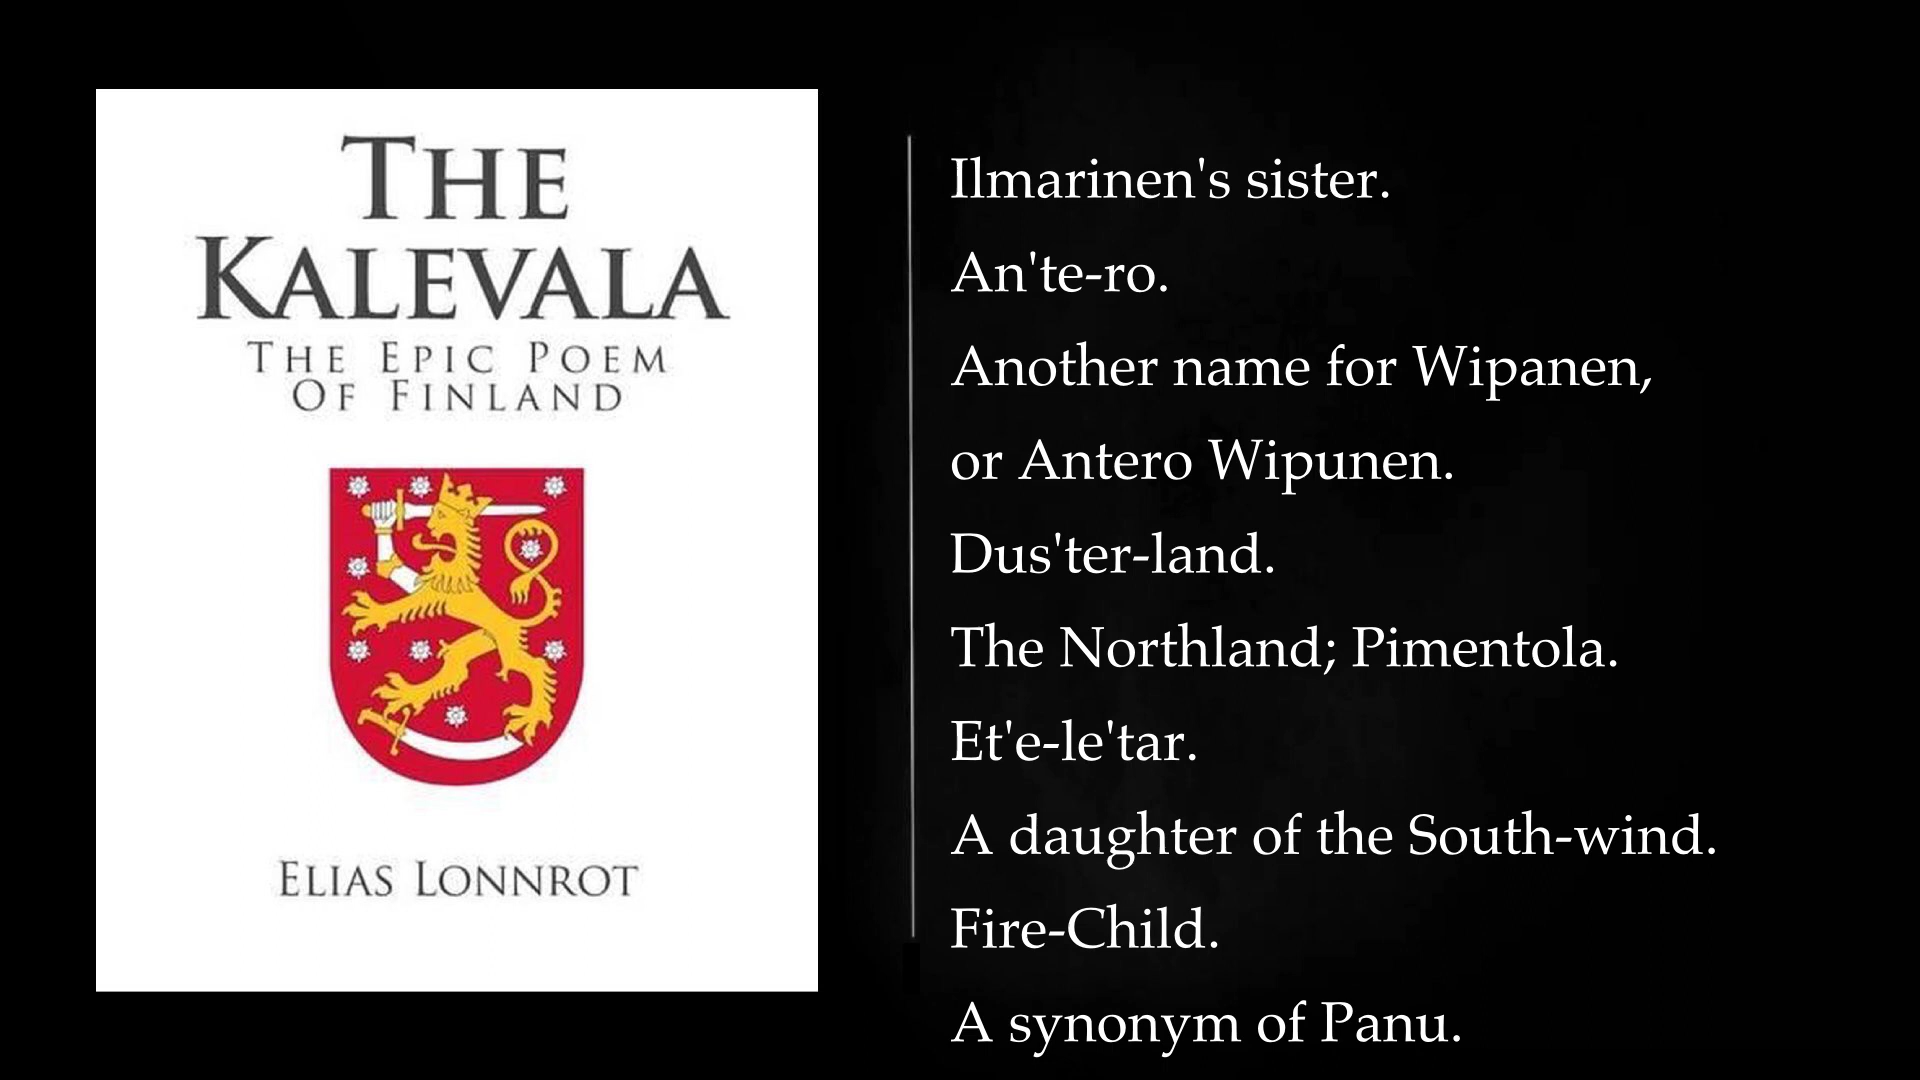 THE
KALEVALA
THE EPIC POEM
OF FINLAND
ELIAS LONNROT
Ilmarinen's sister.
An'te-ro.
Another name for Wipanen,
or Antero Wipunen.
Dus'ter-land.
The Northland; Pimentola.
Et'e-le'tar.
A daughter of the South-wind.
Fire-Child.
A synonym of Panu.